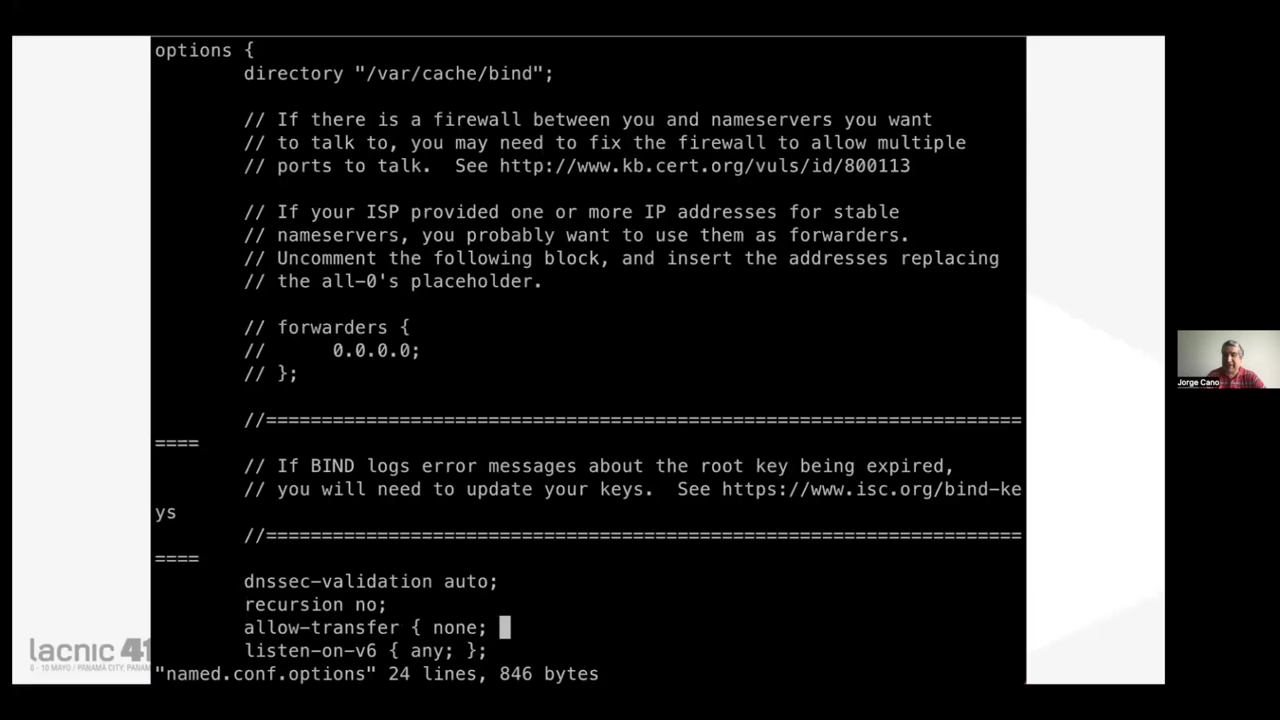 options {
directory "/var/cache/bind";
// If there is a firewall between you and nameservers you want
// to talk to, you may need to fix the firewall to allow multiple
// ports to talk.  See http://www.kb.cert.org/vuls/id/800113
// If your ISP provided one or more IP addresses for stable
// nameservers, you probably want to use them as forwarders.
// Uncomment the following block, and insert the addresses replacing
// the all-0's placeholder.
// forwarders {
//      0.0.0.0;
// };
//====================================================================
====
// If BIND logs error messages about the root key being expired,
// you will need to update your keys.  See https://www.isc.org/bind-ke
ys
//====================================================================
====
dnssec-validation auto;
recursion no;
allow-transfer { none;
listen-on-v6 { any; };
"named.conf.options" 24 lines, 846 bytes
lacnic 41
6 - 10 MAYO / PANAMÁ CITY, PANAM
Jorge Cano